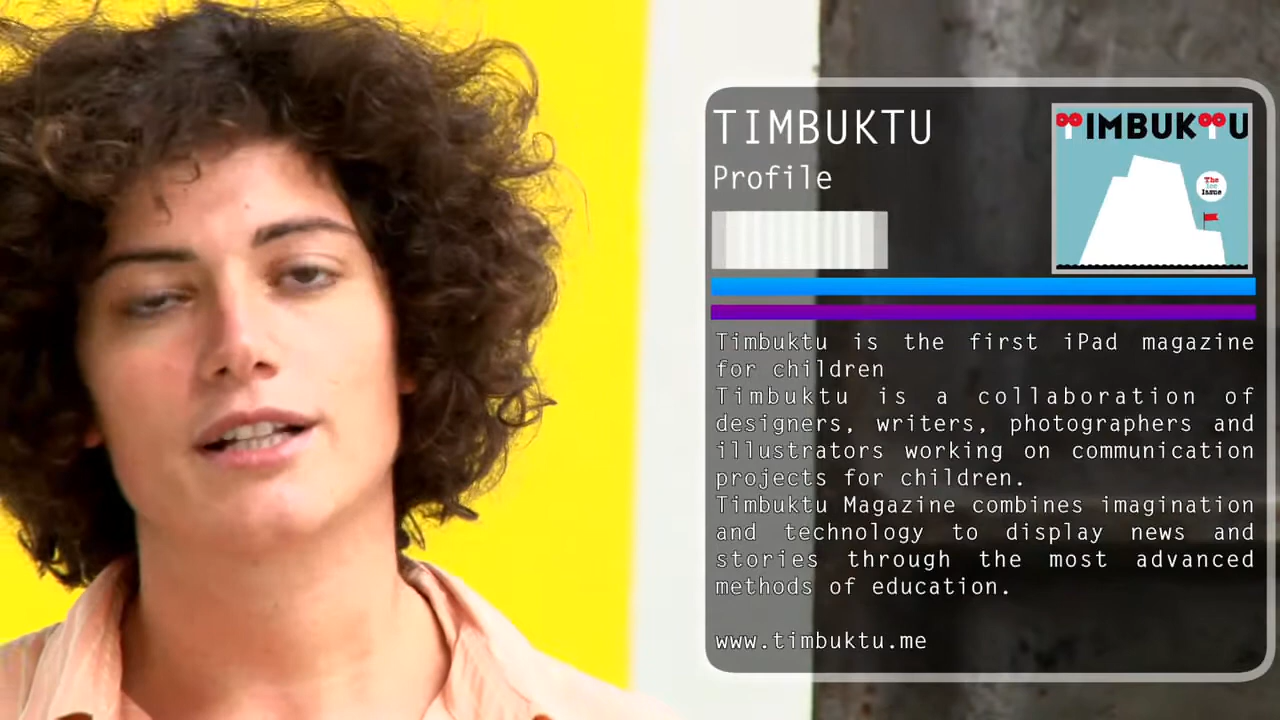 TIMBUKTU
Profile
TIMBUKTU
The
Ice
Issue
Timbuktu is the first iPad magazine
for children
Timbuktu is a collaboration of
designers, writers, photographers and
illustrators working on communication
projects for children.
Timbuktu Magazine combines imagination
and technology to display news and
stories through the most advanced
methods of education.
www.timbuktu.me